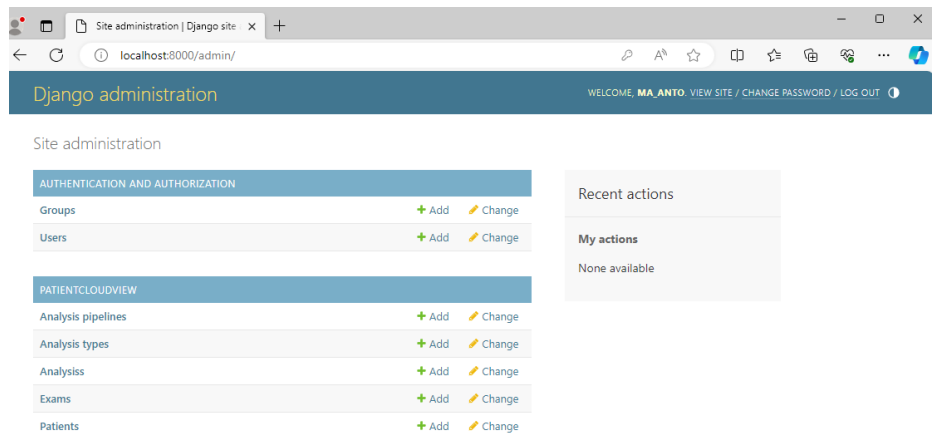 Site administration | Django site
localhost:8000/admin/
Django administration
WELCOME, MA_ANTO. VIEW SITE / CHANGE PASSWORD / LOG OUT
Site administration
AUTHENTICATION AND AUTHORIZATION
Groups + Add Change
Users + Add Change
PATIENTCLOUDVIEW
Analysis pipelines + Add Change
Analysis types + Add Change
Analysiss + Add Change
Exams + Add Change
Patients + Add Change
Recent actions
My actions
None available